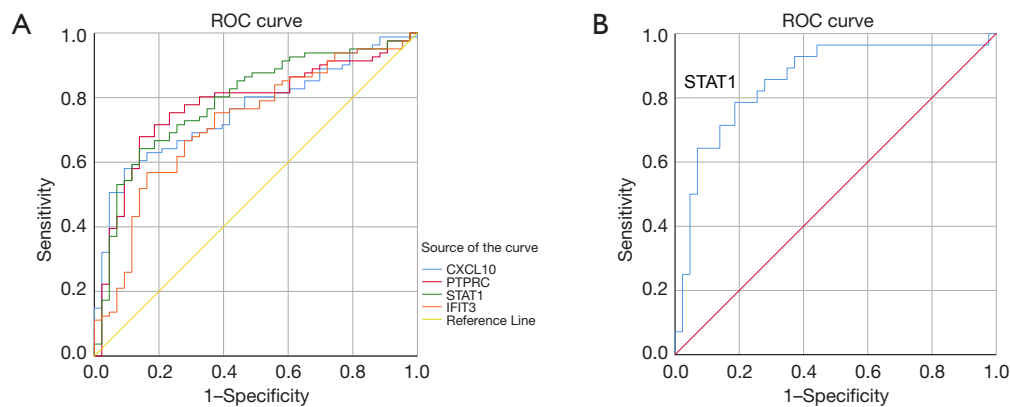 A
ROC curve
Sensitivity
1.0
0.8
0.6
0.4
0.2
0.0
0.0 0.2 0.4 0.6 0.8 1.0
1–Specificity
Source of the curve
CXCL10
PTPRC
STAT1
IFIT3
Reference Line
B
ROC curve
Sensitivity
1.0
0.8
0.6
0.4
0.2
0.0
STAT1
0.0 0.2 0.4 0.6 0.8 1.0
1–Specificity